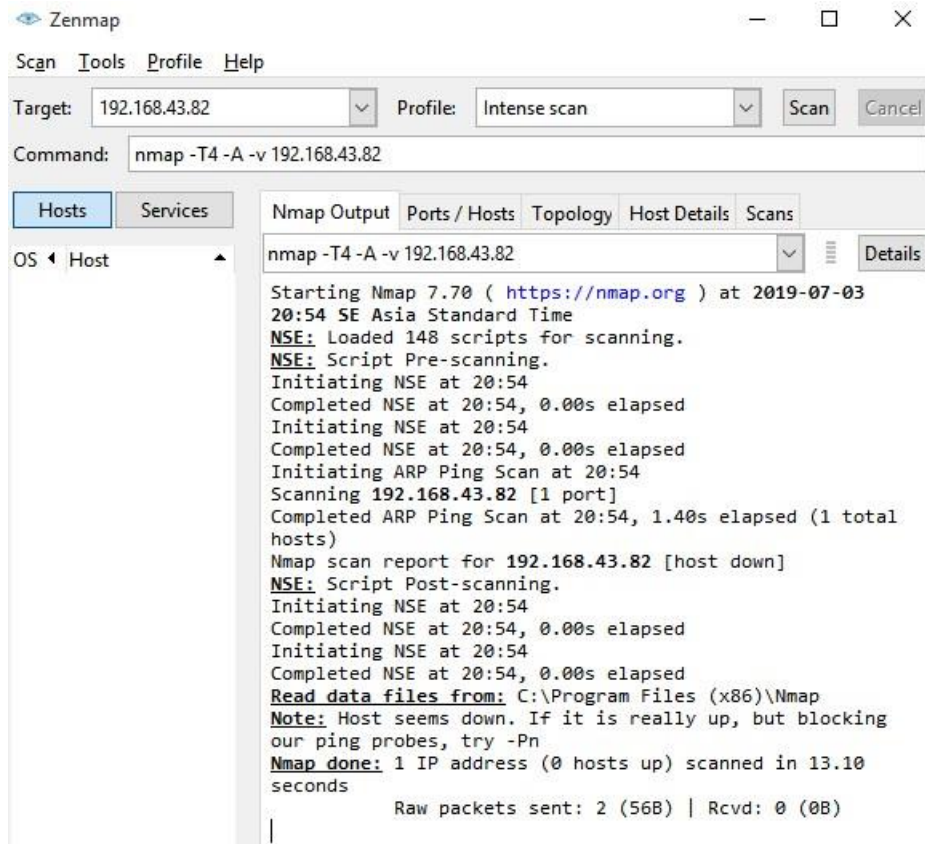 Zenmap
Scan Tools Profile Help
Target: 192.168.43.82 Profile: Intense scan Scan Cancel
Command: nmap -T4 -A -v 192.168.43.82
Hosts Services
Nmap Output Ports / Hosts Topology Host Details Scans
OS Host
nmap -T4 -A -v 192.168.43.82 Details
Starting Nmap 7.70 ( https://nmap.org ) at 2019-07-03
20:54 SE Asia Standard Time
NSE: Loaded 148 scripts for scanning.
NSE: Script Pre-scanning.
Initiating NSE at 20:54
Completed NSE at 20:54, 0.00s elapsed
Initiating NSE at 20:54
Completed NSE at 20:54, 0.00s elapsed
Initiating ARP Ping Scan at 20:54
Scanning 192.168.43.82 [1 port]
Completed ARP Ping Scan at 20:54, 1.40s elapsed (1 total
hosts)
Nmap scan report for 192.168.43.82 [host down]
NSE: Script Post-scanning.
Initiating NSE at 20:54
Completed NSE at 20:54, 0.00s elapsed
Initiating NSE at 20:54
Completed NSE at 20:54, 0.00s elapsed
Read data files from: C:\Program Files (x86)\Nmap
Note: Host seems down. If it is really up, but blocking
our ping probes, try -Pn
Nmap done: 1 IP address (0 hosts up) scanned in 13.10
seconds
Raw packets sent: 2 (56B) | Rcvd: 0 (0B)